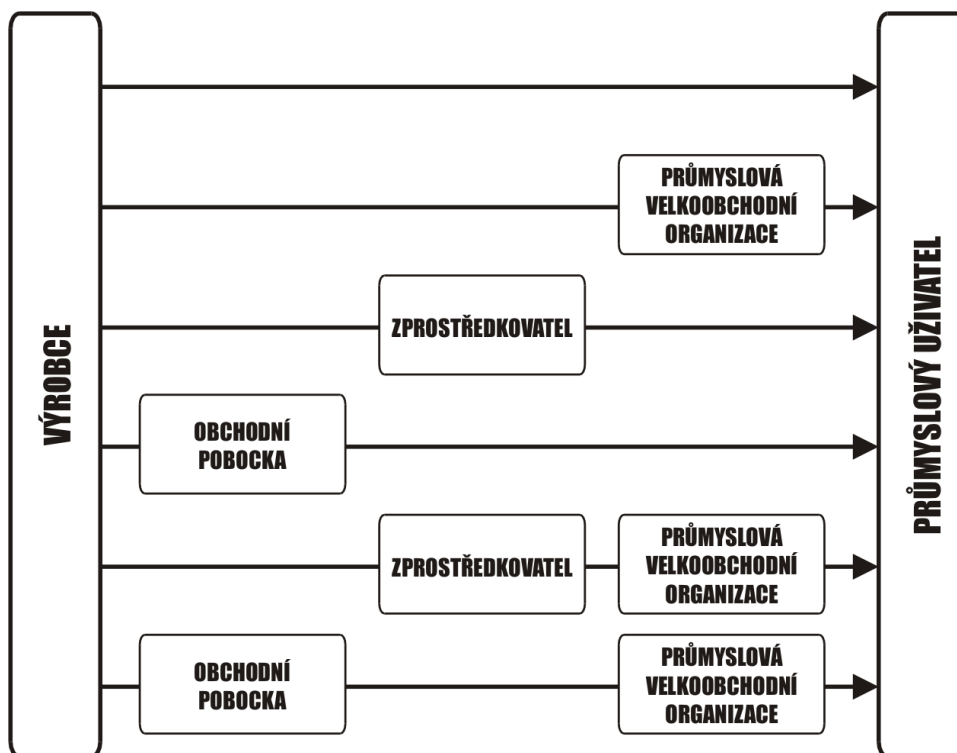 VÝROBCE
PRŮMYSLOVÁ
VELKOOBCHODNÍ
ORGANIZACE
ZPROSTŘEDKOVATEL
OBCHODNÍ
POBOCKA
ZPROSTŘEDKOVATEL
PRŮMYSLOVÁ
VELKOOBCHODNÍ
ORGANIZACE
OBCHODNÍ
POBOCKA
PRŮMYSLOVÁ
VELKOOBCHODNÍ
ORGANIZACE
PRŮMYSLOVÝ UŽIVATEL